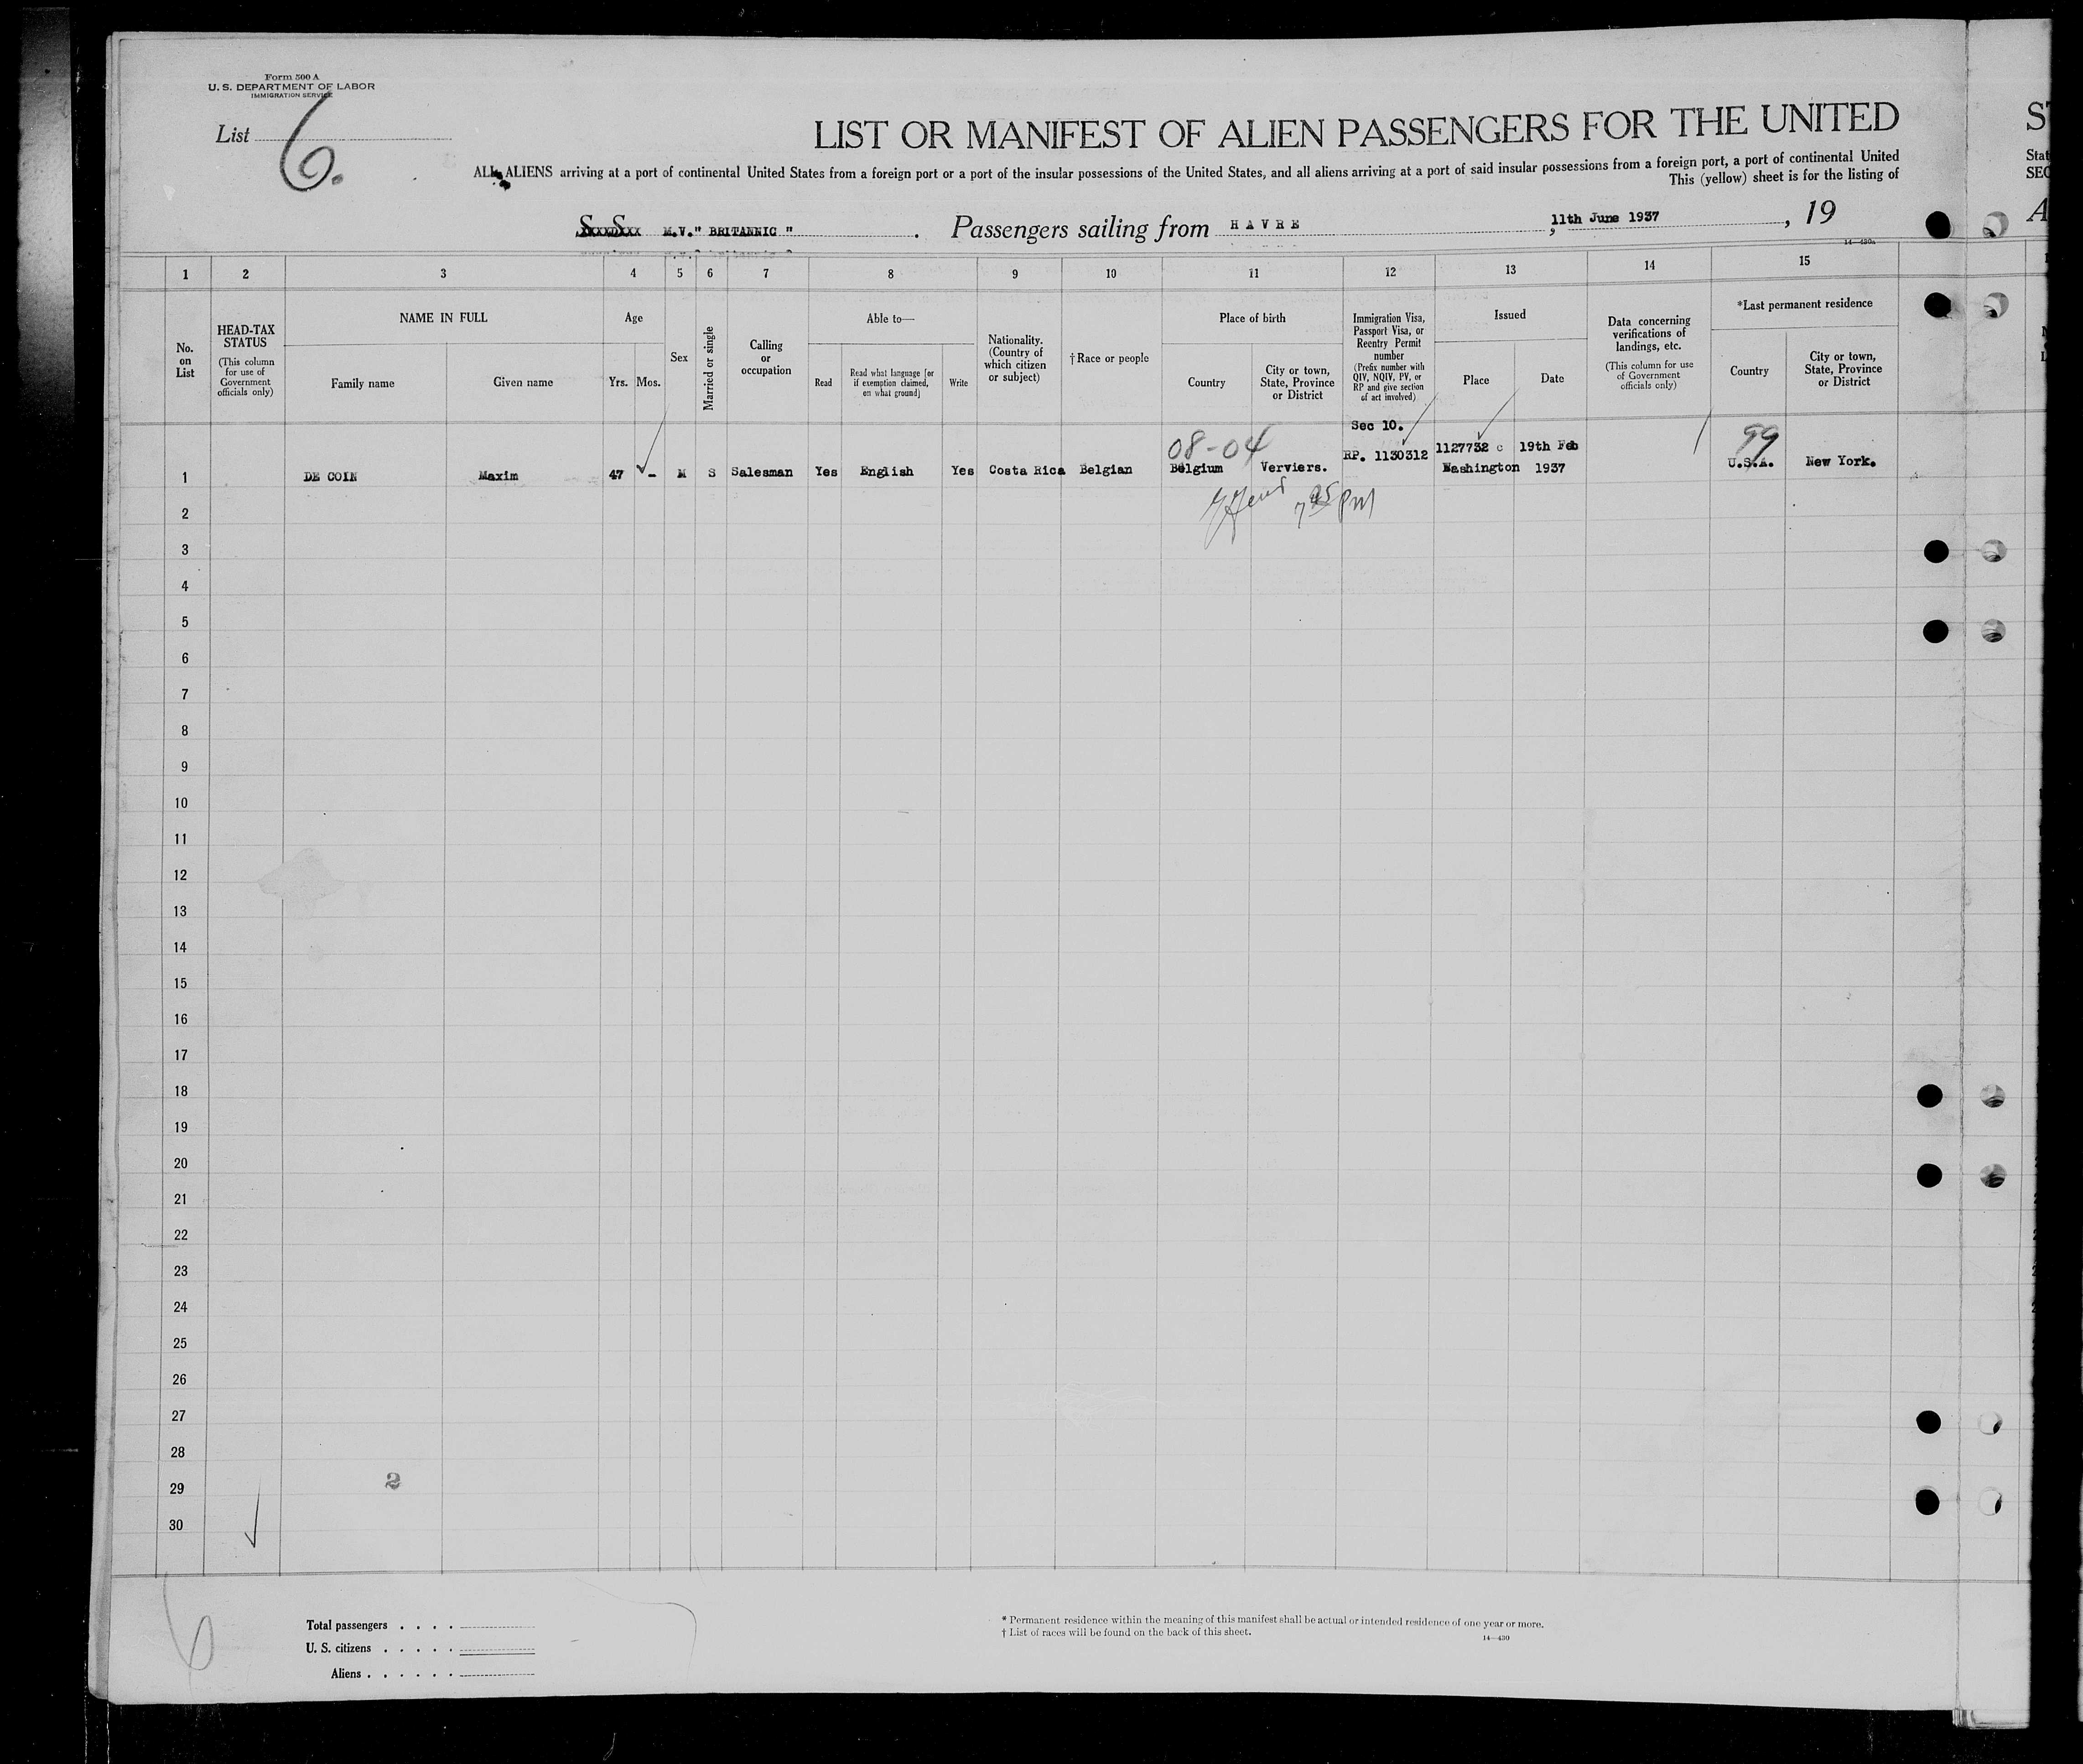 Form 500 A
U. S. DEPARTMENT OF LABOR
IMMIGRATION SERVICE
List 6.
LIST OR MANIFEST OF ALIEN PASSENGERS FOR THE UNITED
ALL ALIENS arriving at a port of continental United States from a foreign port or a port of the insular possessions of the United States, and all aliens arriving at a port of said insular possessions from a foreign port, a port of continental United
This (yellow) sheet is for the listing of
M.V." BRITANNIC " Passengers sailing from HAVRE, 11th June 1937, 19
14—430a
1 2 3 4 5 6 7 8 9 10 11 12 13 14 15
No. on List
HEAD-TAX STATUS
(This column for use of Government officials only)
NAME IN FULL
Family name
Given name
Age
Yrs. Mos.
Sex
Married or single
Calling or occupation
Able to—
Read
Read what language [or if exemption claimed, on what ground]
Write
Nationality. (Country of which citizen or subject)
†Race or people
Place of birth
Country
City or town, State, Province or District
Immigration Visa, Passport Visa, or Reentry Permit number
(Prefix number with QIV, NQIV, PV, or RP and give section of act involved)
Issued
Place
Date
Data concerning verifications of landings, etc.
(This column for use of Government officials only)
*Last permanent residence
Country
City or town, State, Province or District
Sec 10.
08-04
99
1127732 c 19th Feb
1 DE COIN Maxim 47 - M S Salesman Yes English Yes Costa Rica Belgian Belgium Verviers. RP. 1130312 Washington 1937 U.S.A. New York.
2
3
4
5
6
7
8
9
10
11
12
13
14
15
16
17
18
19
20
21
22
23
24
25
26
27
28
29
30
2
6
Total passengers . . . .
U. S. citizens . . . . .
Aliens . . . . . .
* Permanent residence within the meaning of this manifest shall be actual or intended residence of one year or more.
† List of races will be found on the back of this sheet.
14—430